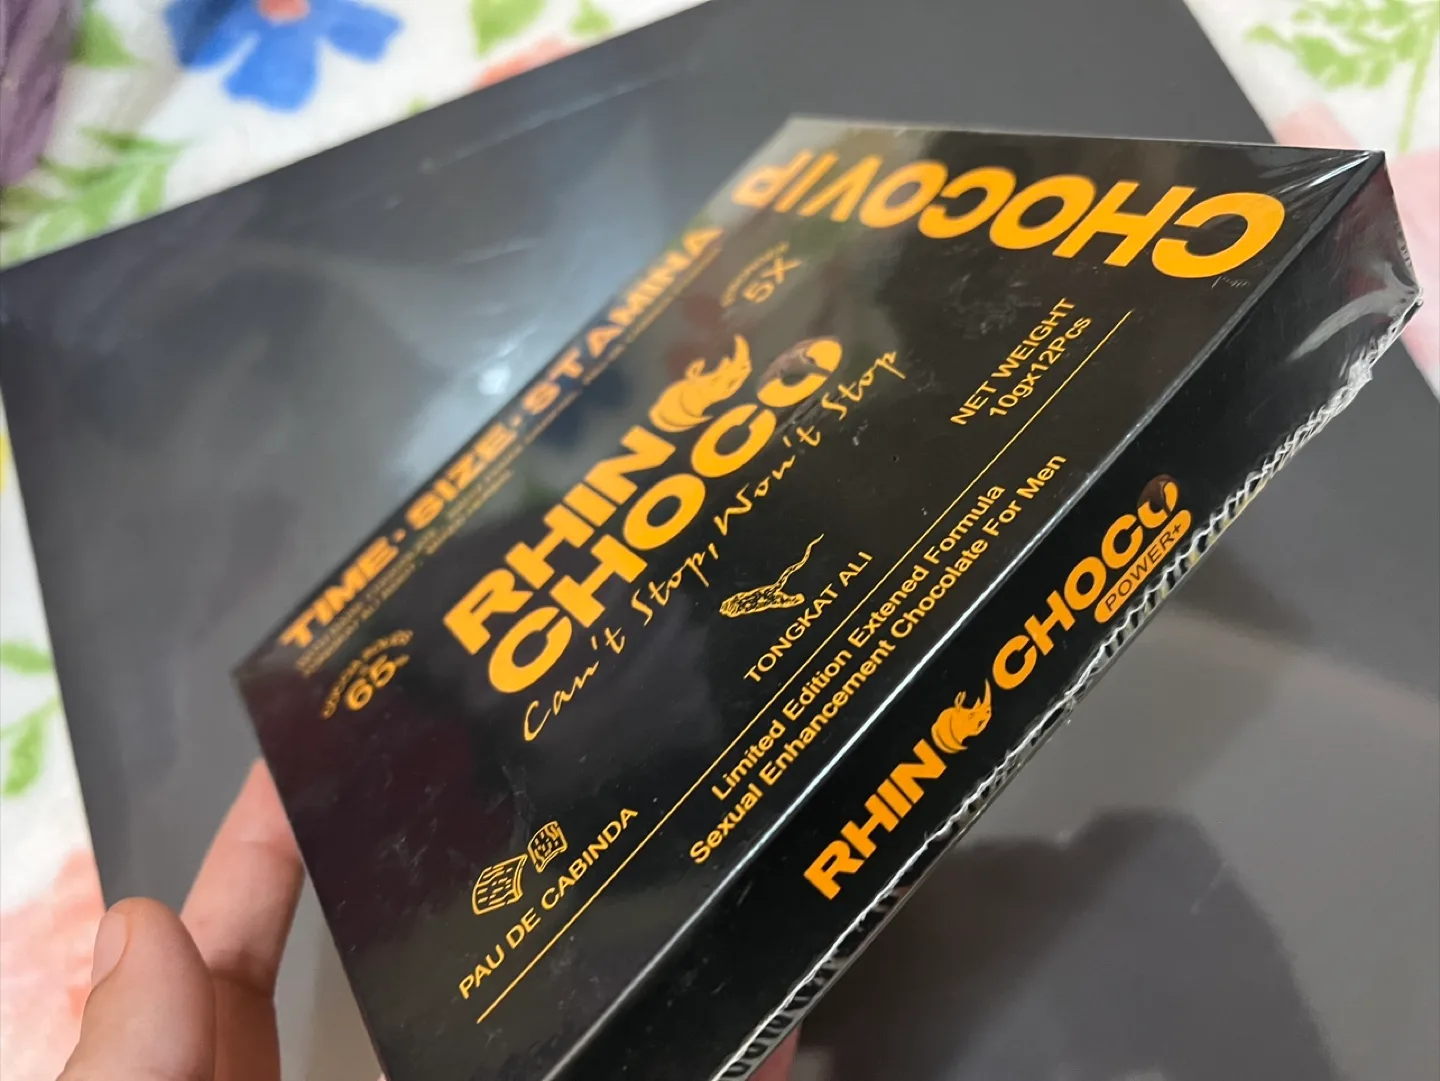 CHOCOVIP
TIME·SIZE·STAMINA
5X
65%
RHINO
CHOCO
Can't Stop, Won't Stop
NET WEIGHT
10gx12Pcs
PAU DE CABINDA
TONGKAT ALI
Limited Edition Extened Formula
Sexual Enhancement Chocolate For Men
RHINO CHOCO
POWER+